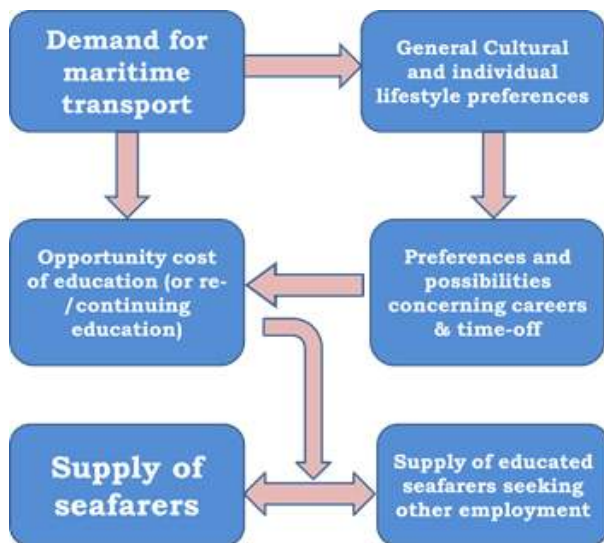 Demand for
maritime
transport
General Cultural
and individual
lifestyle preferences
Opportunity cost
of education (or re-
/continuing
education)
Preferences and
possibilities
concerning careers
& time-off
Supply of
seafarers
Supply of educated
seafarers seeking
other employment